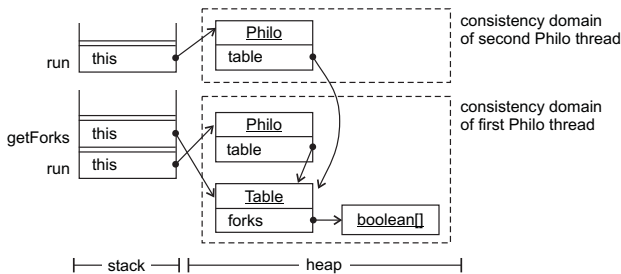 Philo
consistency domain
of second Philo thread
run
this
table
consistency domain
of first Philo thread
getForks
this
Philo
run
this
table
Table
forks
boolean[]
stack
heap